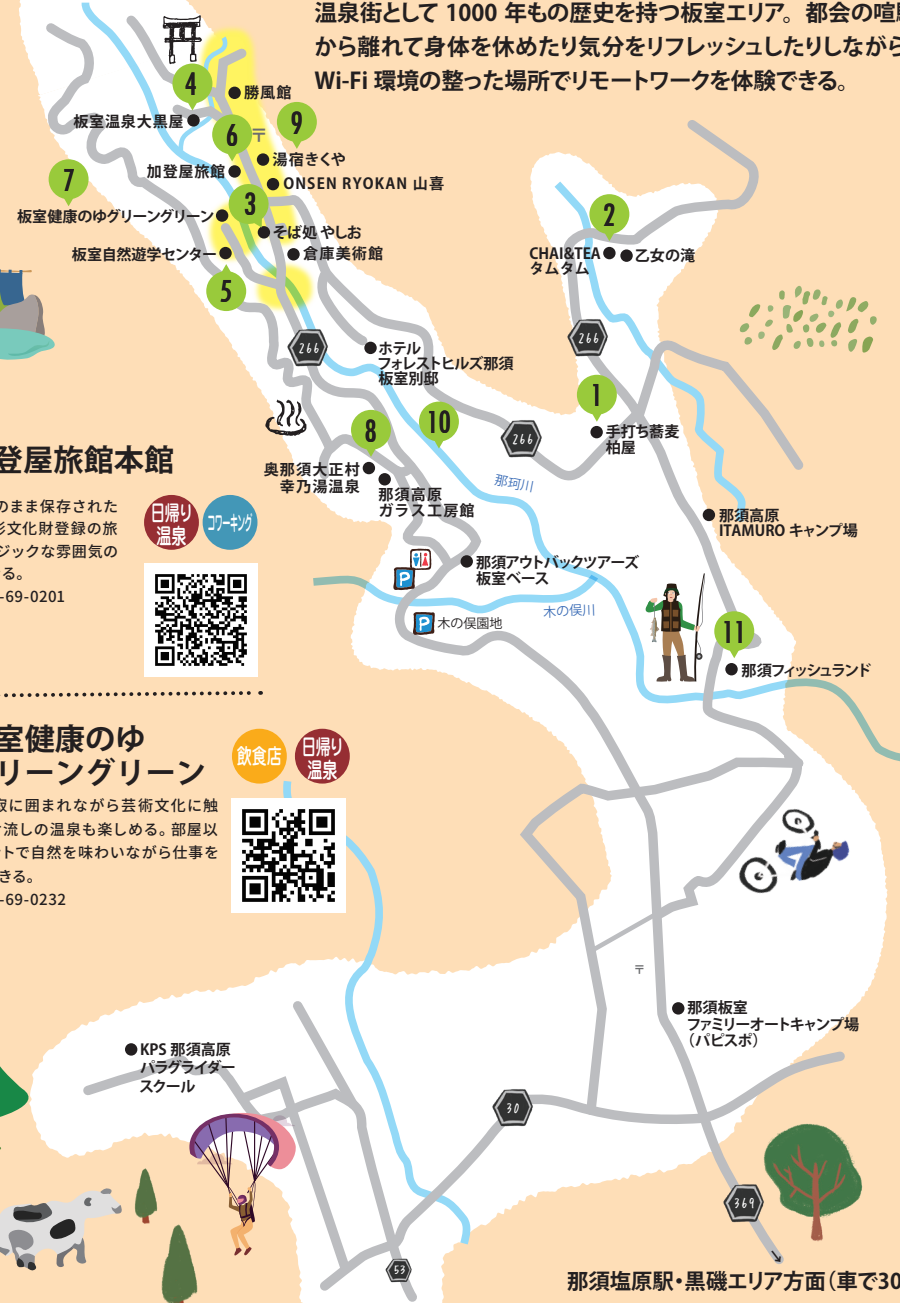 温泉街として 1000 年もの歴史を持つ板室エリア。都会の喧騒
から離れて身体を休めたり気分をリフレッシュしたりしながら
Wi-Fi 環境の整った場所でリモートワークを体験できる。
4
勝風館
板室温泉大黒屋
6
〒
9
湯宿きくや
加登屋旅館
ONSEN RYOKAN 山喜
7
3
板室健康のゆグリーングリーン
そば処 やしお
板室自然遊学センター
倉庫美術館
5
2
CHAI&TEA
タムタム
乙女の滝
266
266
ホテル
フォレストヒルズ那須
板室別邸
1
手打ち蕎麦
柏屋
10
266
8
奥那須大正村
幸乃湯温泉
那須高原
ガラス工房館
那珂川
那須高原
ITAMURO キャンプ場
那須アウトバックツアーズ
板室ベース
P
木の俣川
P
木の俣園地
11
那須フィッシュランド
登屋旅館本館
のまま保存された
形文化財登録の旅
ジックな雰囲気の
る。
-69-0201
日帰り
温泉
コワーキング
室健康のゆ
リーングリーン
飲食店
日帰り
温泉
寂に囲まれながら芸術文化に触
け流しの温泉も楽しめる。部屋以
ットで自然を味わいながら仕事を
きる。
-69-0232
〒
那須板室
ファミリーオートキャンプ場
（パピスポ）
KPS 那須高原
パラグライダー
スクール
30
369
53
那須塩原駅・黒磯エリア方面（車で30